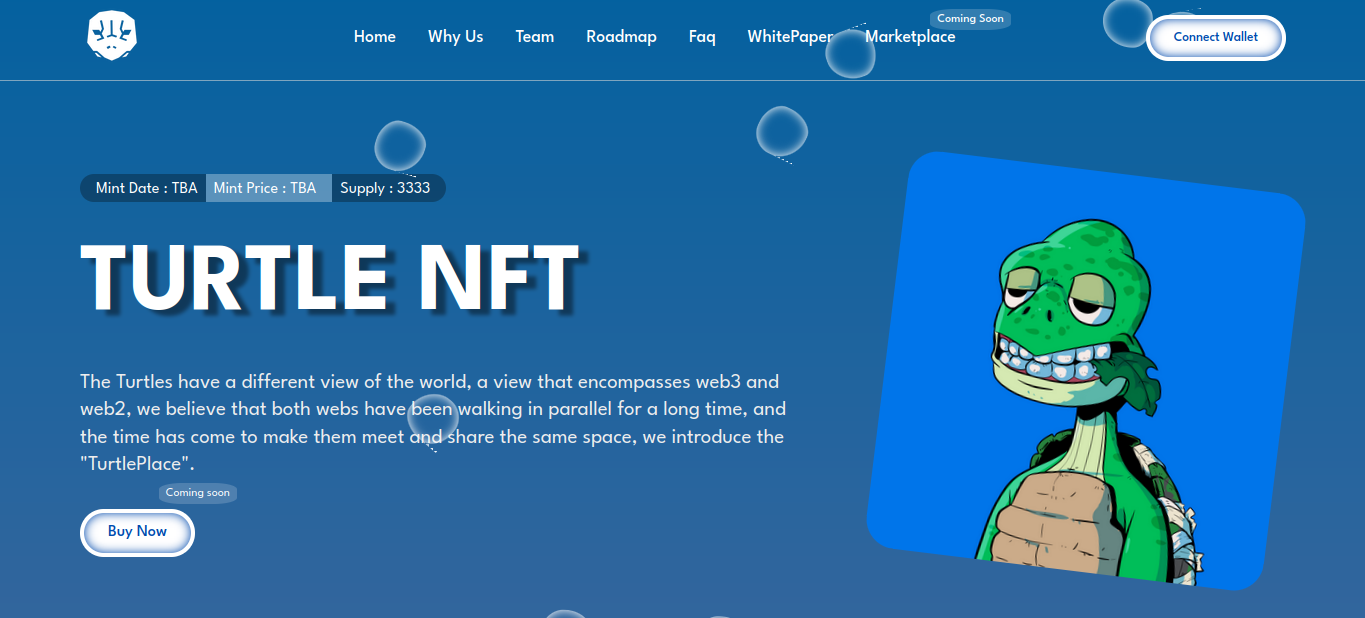 Coming Soon
Home Why Us Team Roadmap Faq WhitePaper Marketplace Connect Wallet
Mint Date : TBA Mint Price : TBA Supply : 3333
TURTLE NFT
The Turtles have a different view of the world, a view that encompasses web3 and
web2, we believe that both webs have been walking in parallel for a long time, and
the time has come to make them meet and share the same space, we introduce the
"TurtlePlace".
Coming soon
Buy Now